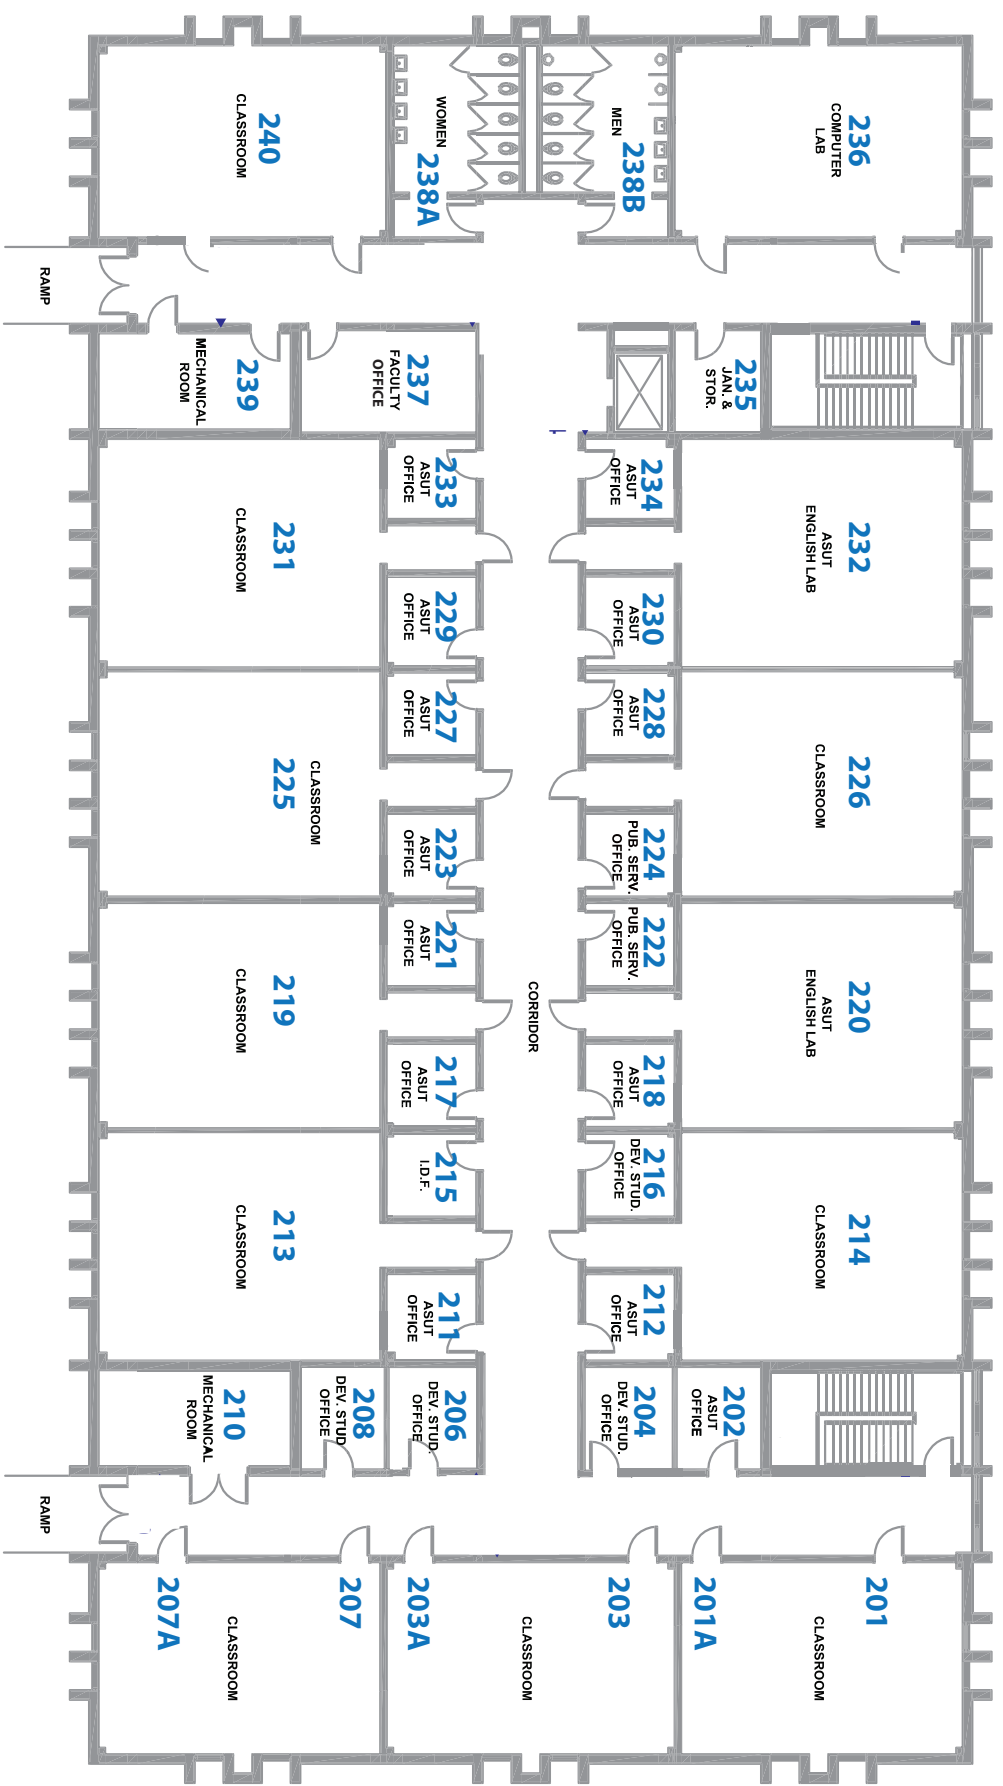 240
CLASSROOM
WOMEN
238A
MEN
238B
236
COMPUTER
LAB
RAMP
239
MECHANICAL
ROOM
237
FACULTY
OFFICE
235
JAN. &
STOR.
233
ASUT
OFFICE
234
ASUT
OFFICE
231
CLASSROOM
232
ASUT
ENGLISH LAB
229
ASUT
OFFICE
230
ASUT
OFFICE
227
ASUT
OFFICE
228
ASUT
OFFICE
225
CLASSROOM
226
CLASSROOM
223
ASUT
OFFICE
224
PUB. SERV.
OFFICE
221
ASUT
OFFICE
222
PUB. SERV.
OFFICE
219
CLASSROOM
CORRIDOR
220
ASUT
ENGLISH LAB
217
ASUT
OFFICE
218
ASUT
OFFICE
215
I.D.F.
216
DEV. STUD.
OFFICE
213
CLASSROOM
214
CLASSROOM
211
ASUT
OFFICE
212
ASUT
OFFICE
210
MECHANICAL
ROOM
208
DEV. STUD
OFFICE
206
DEV. STUD.
OFFICE
204
DEV. STUD.
OFFICE
202
ASUT
OFFICE
RAMP
207A
207
CLASSROOM
203A
203
CLASSROOM
201A
201
CLASSROOM